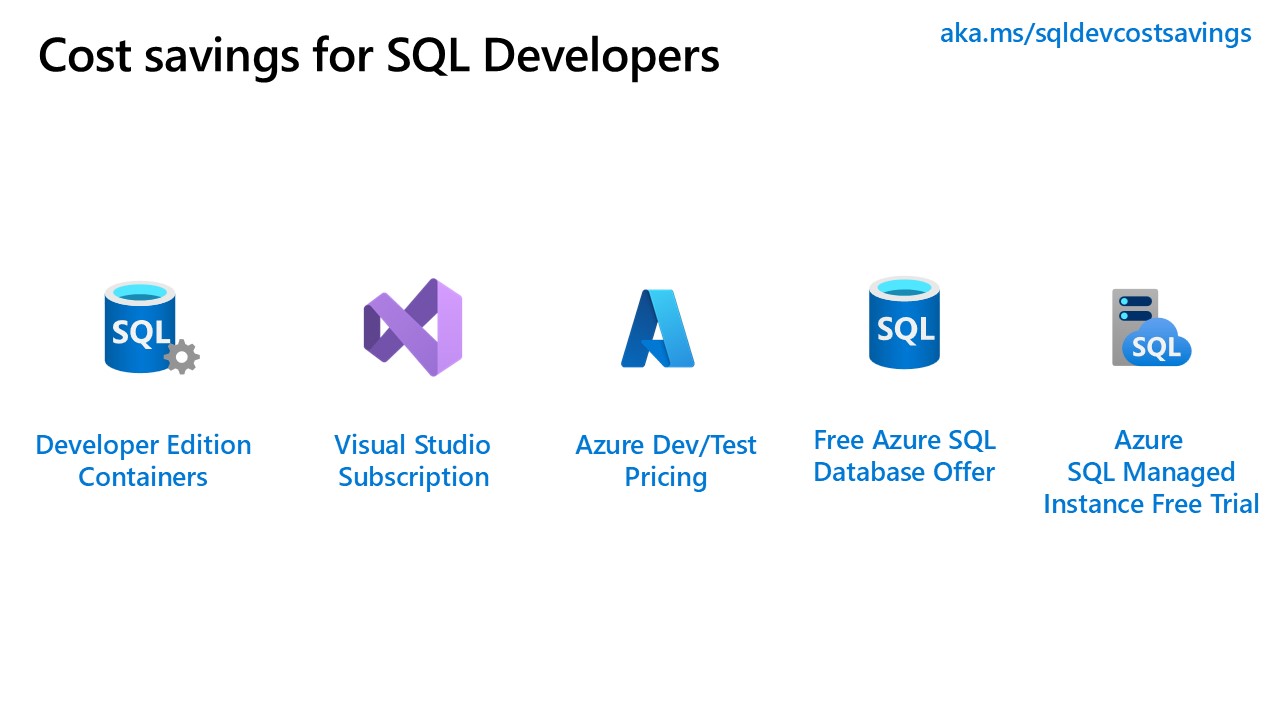 Cost savings for SQL Developers
aka.ms/sqldevcostsavings
SQL
Developer Edition
Containers
Visual Studio
Subscription
Azure Dev/Test
Pricing
SQL
Free Azure SQL
Database Offer
SQL
Azure
SQL Managed
Instance Free Trial